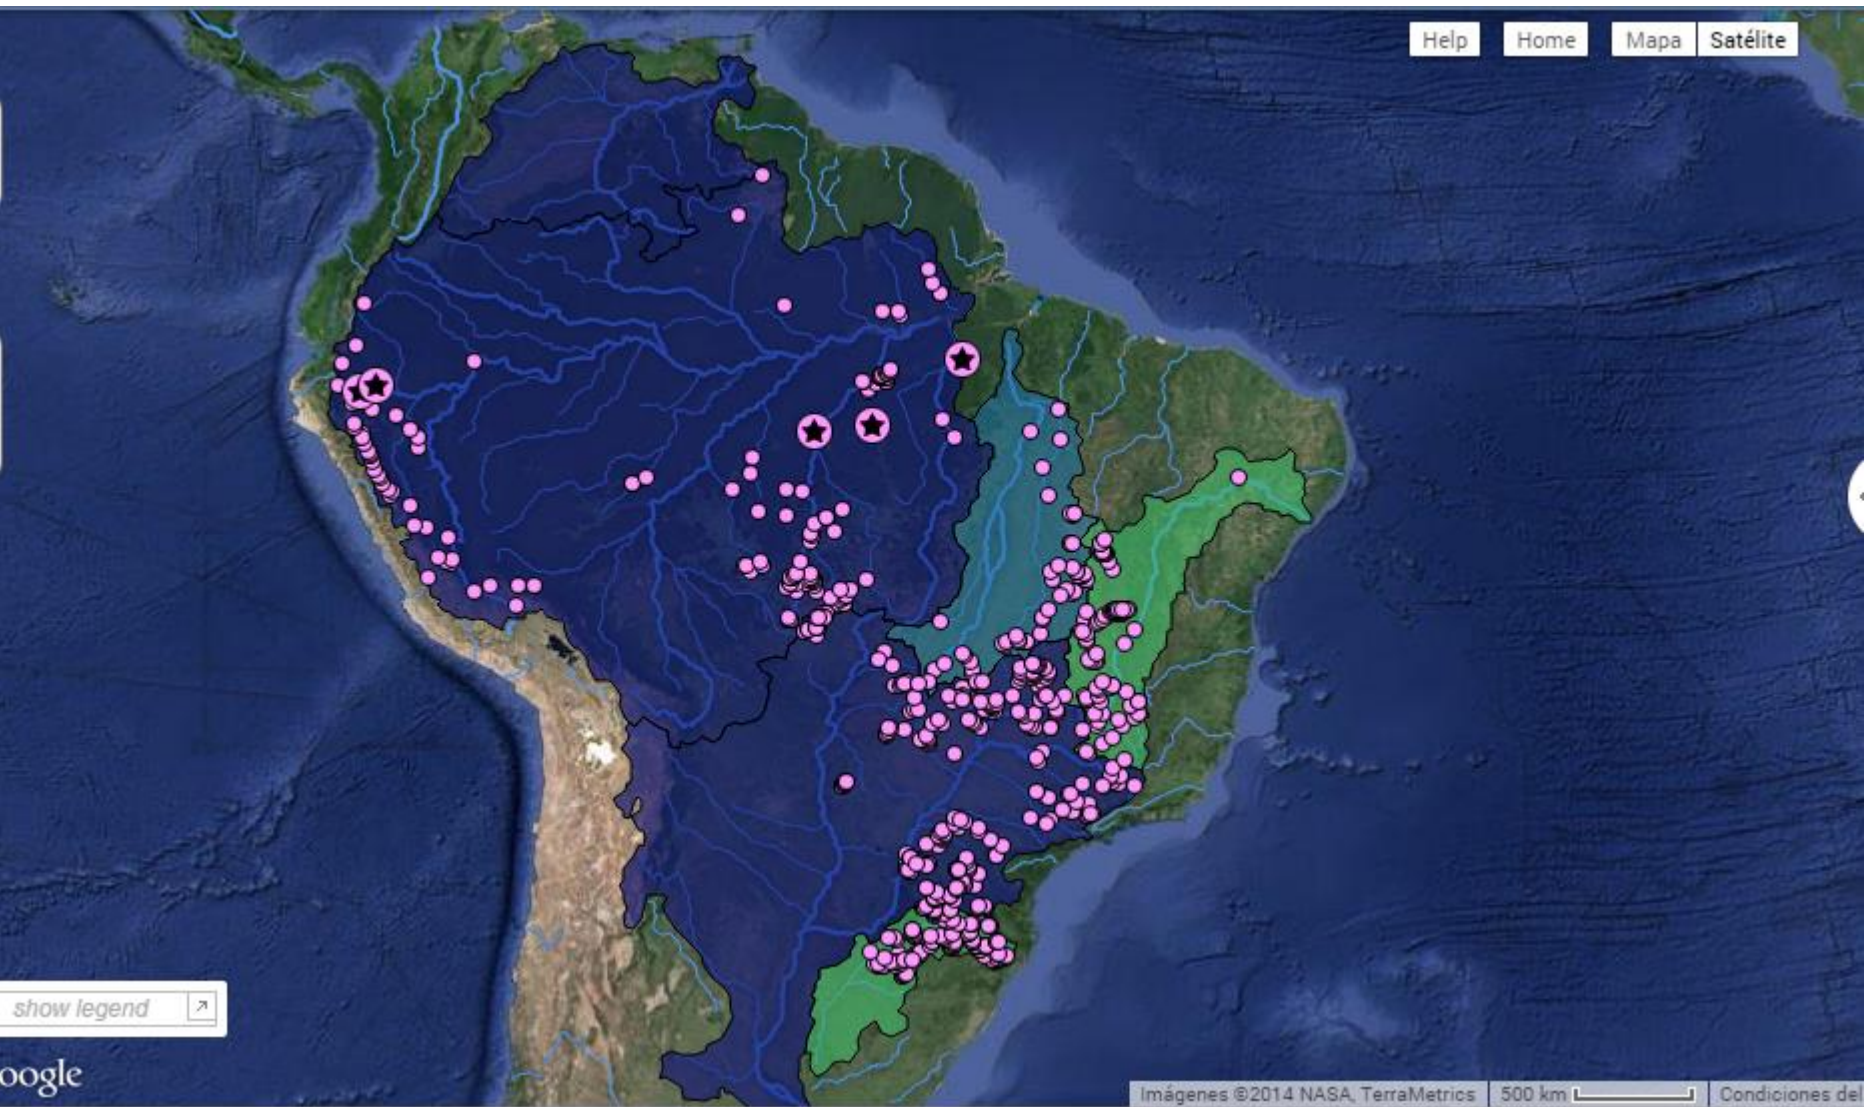 Help Home Mapa Satélite
show legend
oogle
Imágenes ©2014 NASA, TerraMetrics 500 km Condiciones del